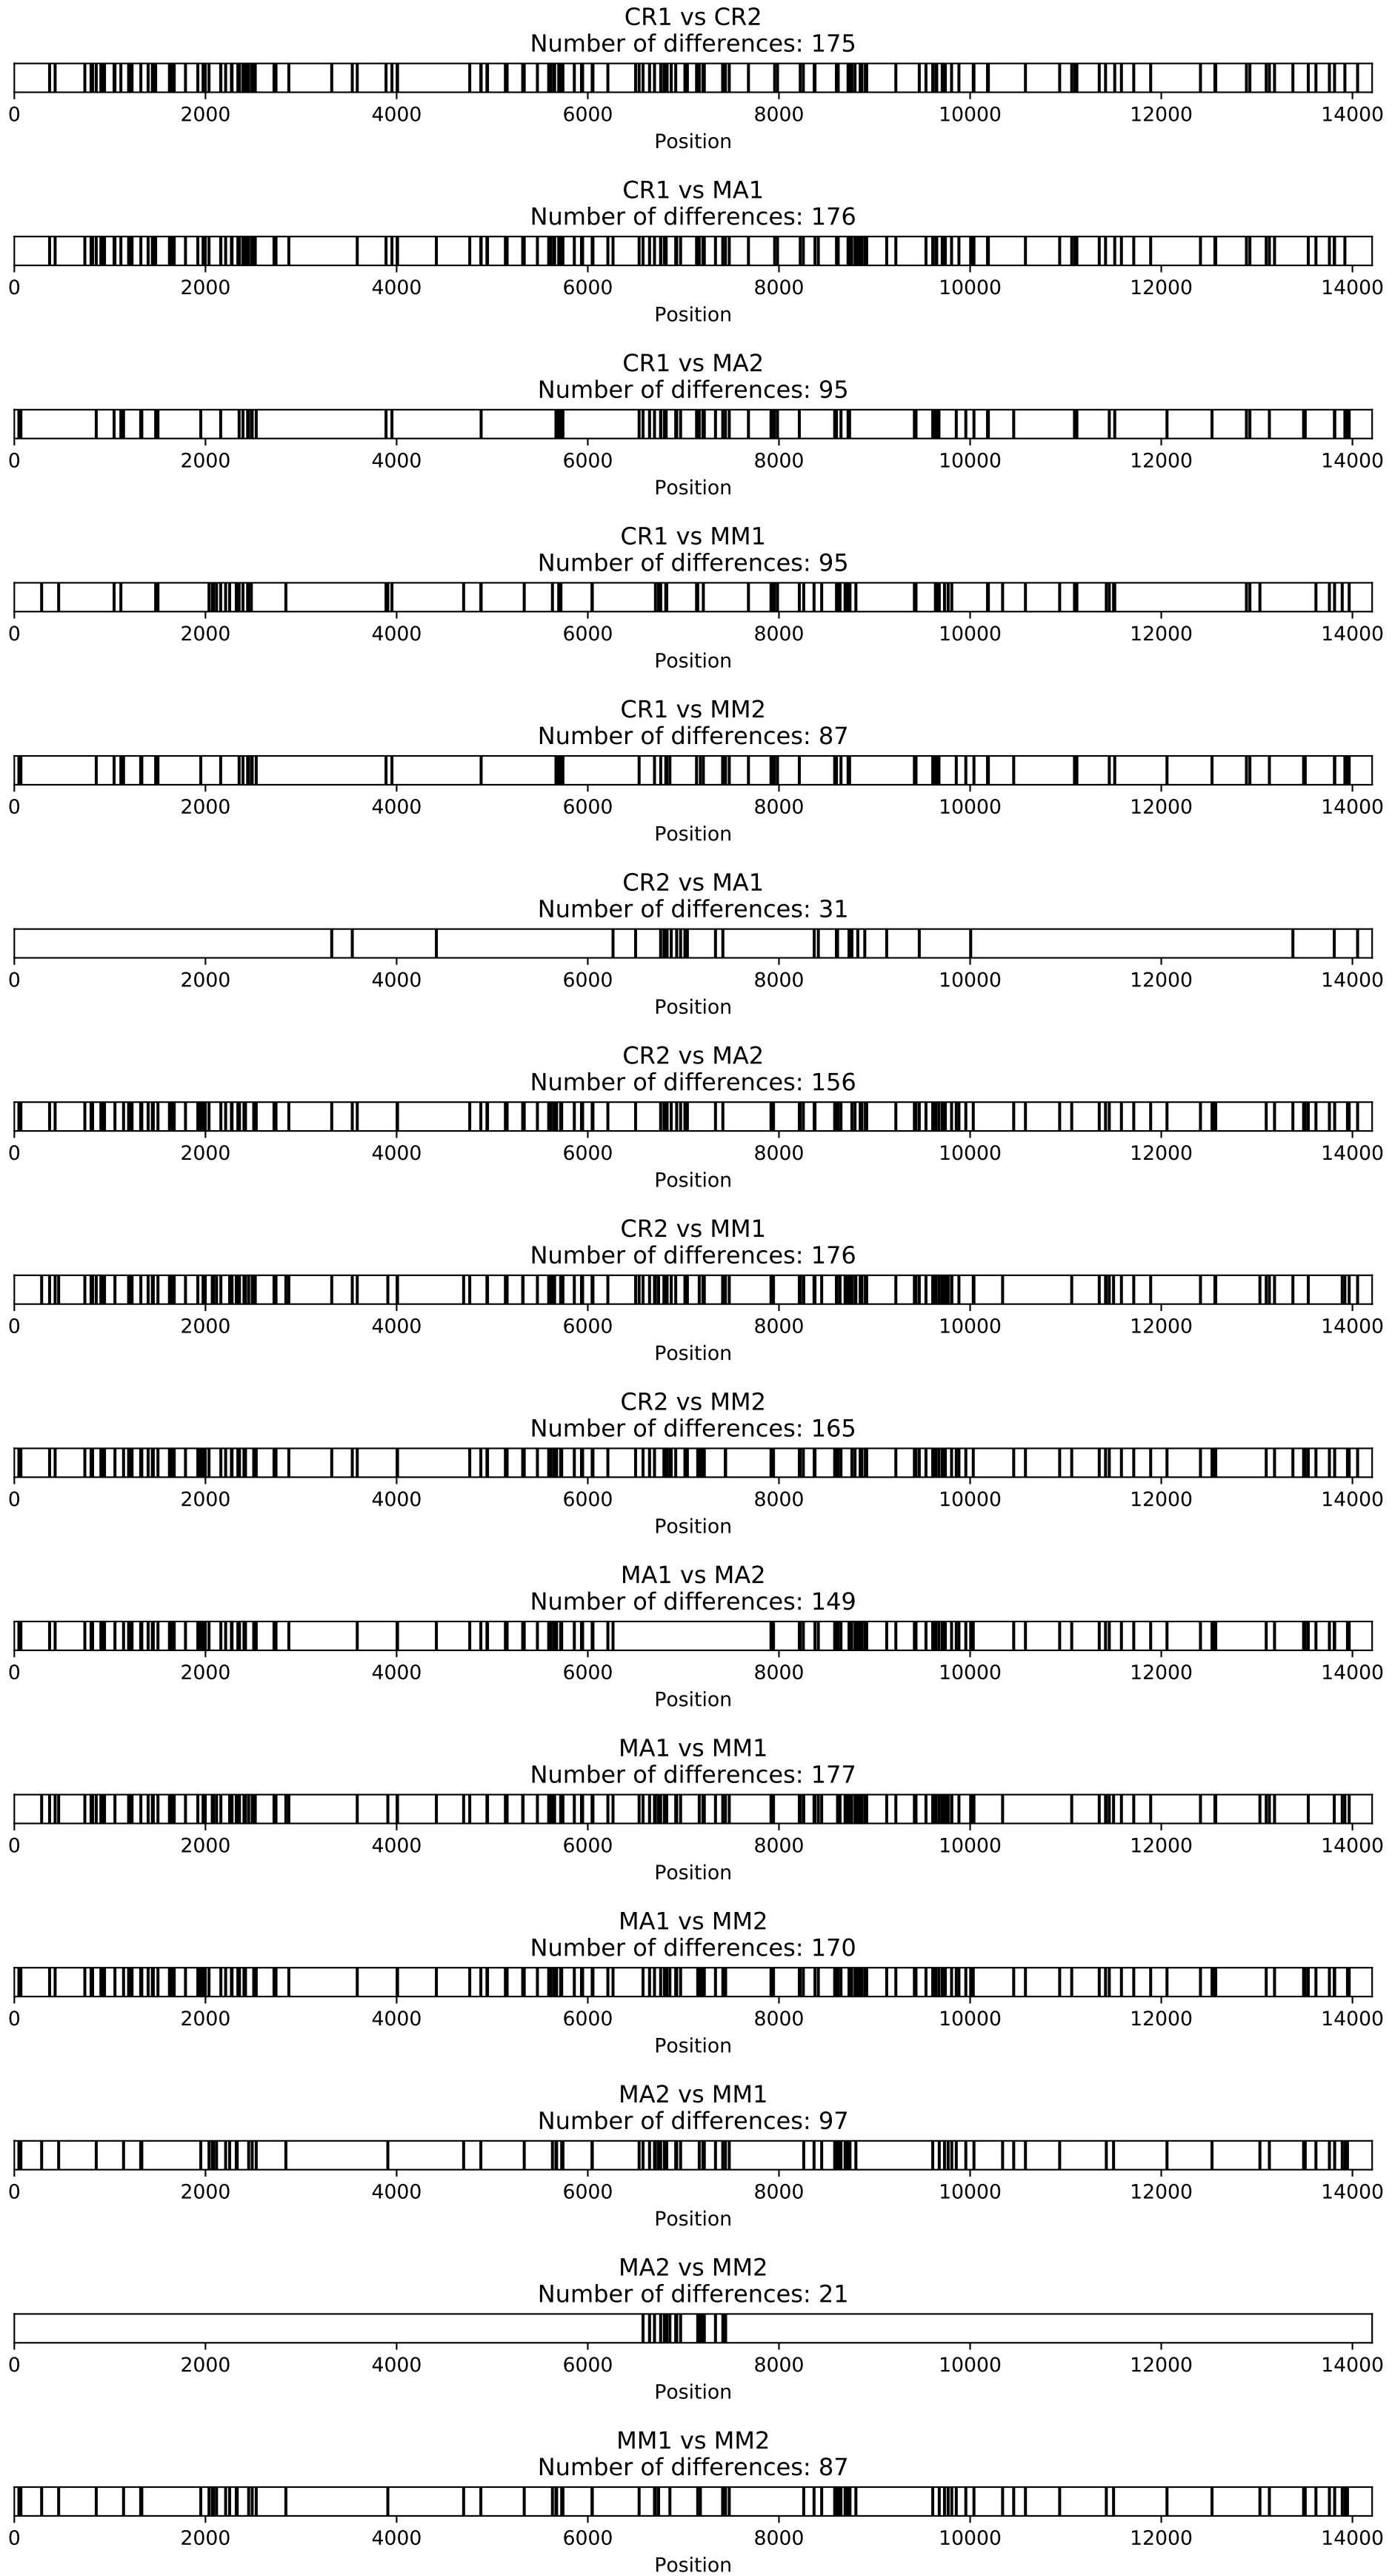 CR1 vs CR2
Number of differences: 175
0 2000 4000 6000 8000 10000 12000 14000
Position
CR1 vs MA1
Number of differences: 176
0 2000 4000 6000 8000 10000 12000 14000
Position
CR1 vs MA2
Number of differences: 95
0 2000 4000 6000 8000 10000 12000 14000
Position
CR1 vs MM1
Number of differences: 95
0 2000 4000 6000 8000 10000 12000 14000
Position
CR1 vs MM2
Number of differences: 87
0 2000 4000 6000 8000 10000 12000 14000
Position
CR2 vs MA1
Number of differences: 31
0 2000 4000 6000 8000 10000 12000 14000
Position
CR2 vs MA2
Number of differences: 156
0 2000 4000 6000 8000 10000 12000 14000
Position
CR2 vs MM1
Number of differences: 176
0 2000 4000 6000 8000 10000 12000 14000
Position
CR2 vs MM2
Number of differences: 165
0 2000 4000 6000 8000 10000 12000 14000
Position
MA1 vs MA2
Number of differences: 149
0 2000 4000 6000 8000 10000 12000 14000
Position
MA1 vs MM1
Number of differences: 177
0 2000 4000 6000 8000 10000 12000 14000
Position
MA1 vs MM2
Number of differences: 170
0 2000 4000 6000 8000 10000 12000 14000
Position
MA2 vs MM1
Number of differences: 97
0 2000 4000 6000 8000 10000 12000 14000
Position
MA2 vs MM2
Number of differences: 21
0 2000 4000 6000 8000 10000 12000 14000
Position
MM1 vs MM2
Number of differences: 87
0 2000 4000 6000 8000 10000 12000 14000
Position